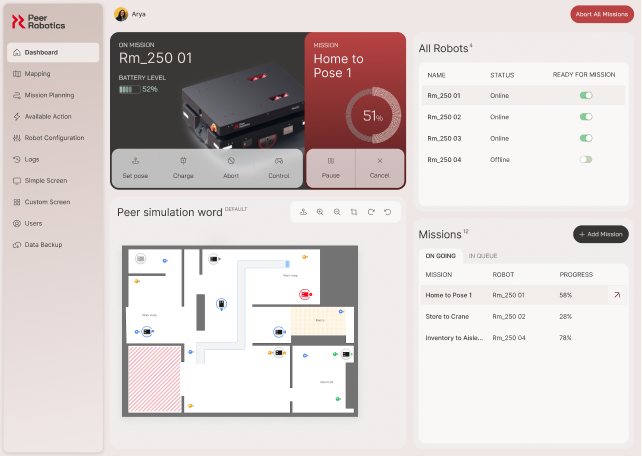 Peer
Robotics
Dashboard
Mapping
Mission Planning
Available Action
Robot Configuration
Logs
Simple Screen
Custom Screen
Users
Data Backup
Arya
Abort All Missions
ON MISSION
Rm_250 01
BATTERY LEVEL
52%
MISSION
Home to
Pose 1
51%
Set pose
Charge
Abort
Control
Pause
Cancel
Peer simulation word DEFAULT
All Robots 4
NAME STATUS READY FOR MISSION
Rm_250 01 Online
Rm_250 02 Online
Rm_250 03 Online
Rm_250 04 Offline
Missions 12
+ Add Mission
ON GOING IN QUEUE
MISSION ROBOT PROGRESS
Home to Pose 1 Rm_250 01 58%
Store to Crane Rm_250 02 28%
Inventory to Aisle... Rm_250 04 78%